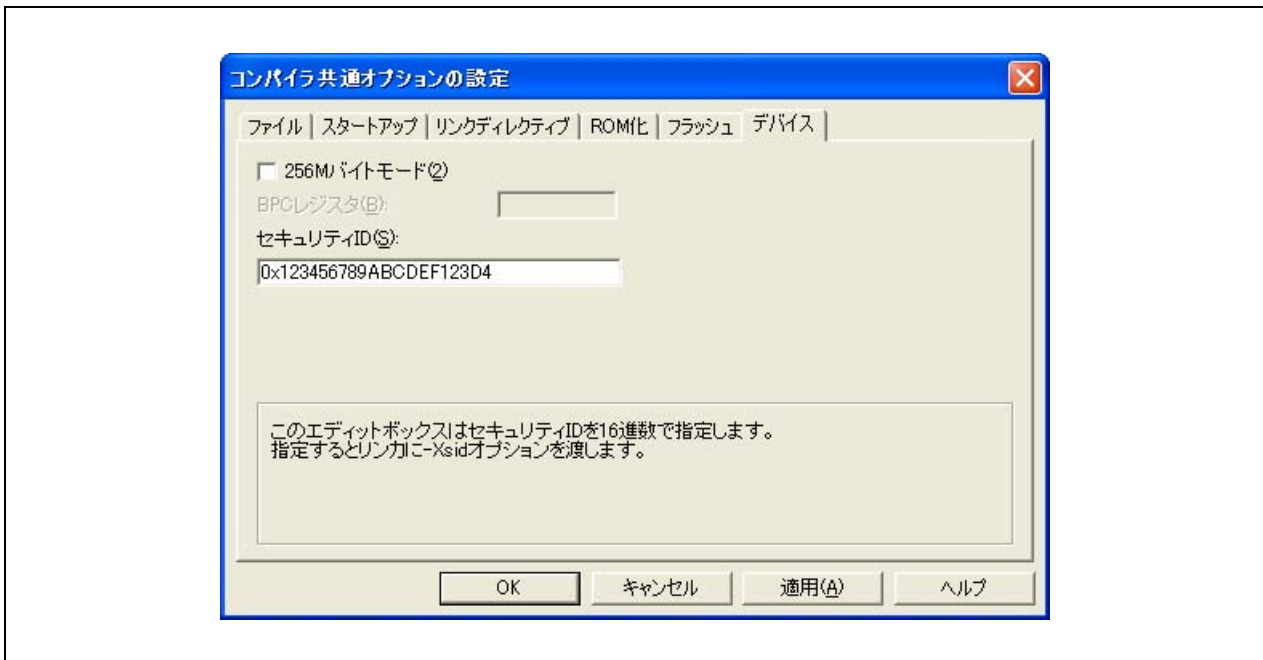 コンパイラ共通オプションの設定
ファイル スタートアップ リンクディレクティブ ROM化 フラッシュ デバイス
256Mバイトモード(2)
BPCレジスタ(B):
セキュリティID(S):
0x123456789ABCDEF123D4
このエディットボックスはセキュリティIDを16進数で指定します。
指定するとリンカに-Xsidオプションを渡します。
OK キャンセル 適用(A) ヘルプ